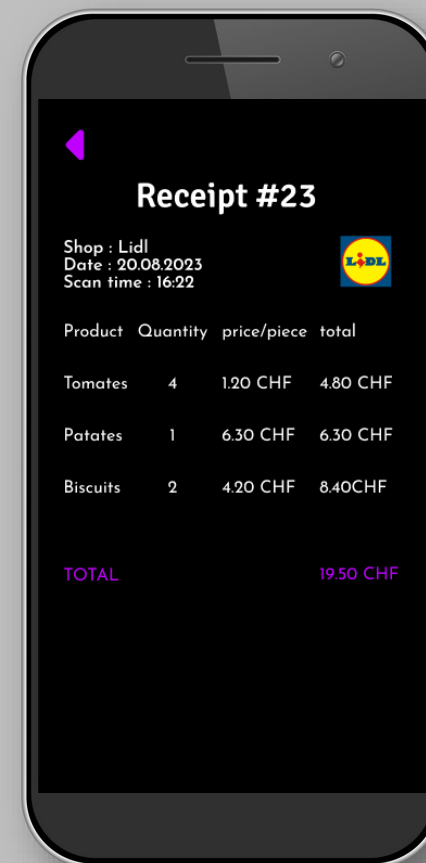 Receipt #23
Shop : Lidl
Date : 20.08.2023
Scan time : 16:22
LiDL
Product Quantity price/piece total
Tomates 4 1.20 CHF 4.80 CHF
Patates 1 6.30 CHF 6.30 CHF
Biscuits 2 4.20 CHF 8.40CHF
TOTAL 19.50 CHF